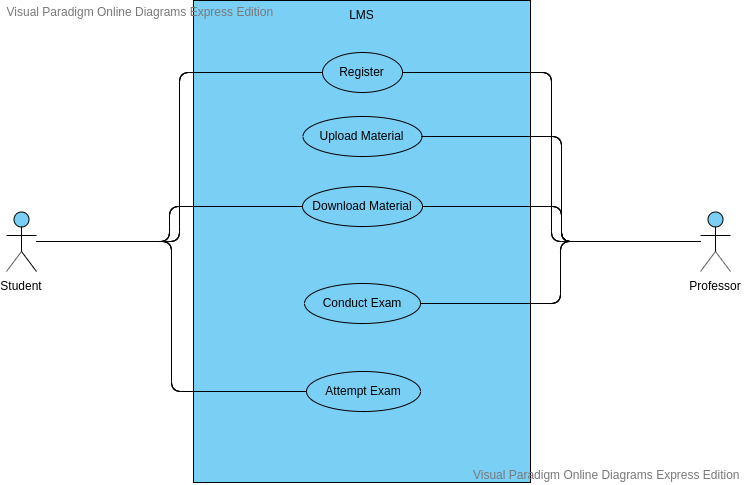 Visual Paradigm Online Diagrams Express Edition
LMS
Register
Upload Material
Download Material
Student
Professor
Conduct Exam
Attempt Exam
Visual Paradigm Online Diagrams Express Edition